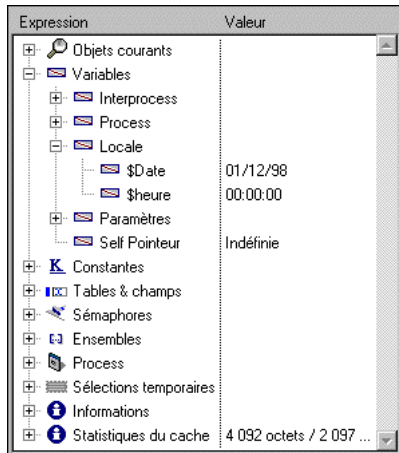 Expression Valeur
Objets courants
Variables
Interprocess
Process
Locale
$Date 01/12/98
$heure 00:00:00
Paramètres
Self Pointeur Indéfinie
K Constantes
Tables & champs
Sémaphores
Ensembles
Process
Sélections temporaires
Informations
Statistiques du cache 4 092 octets / 2 097 ...